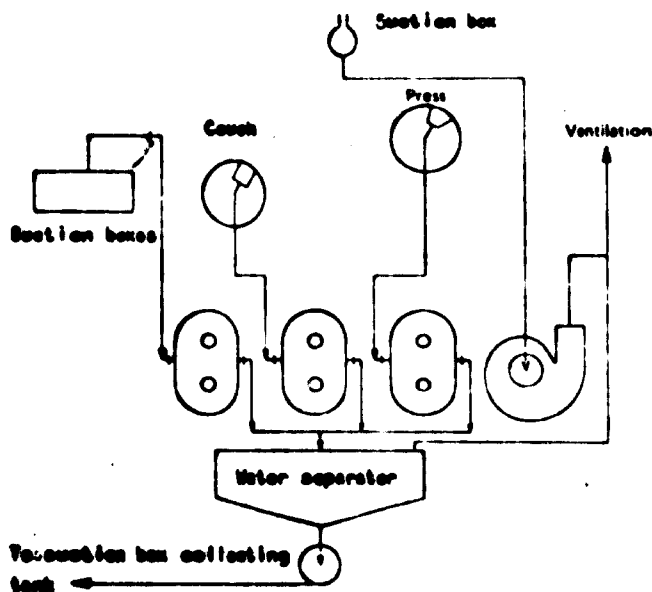 Suction box
Press
Couch
Ventilation
Suction boxes
Water separator
To suction box collecting
tank